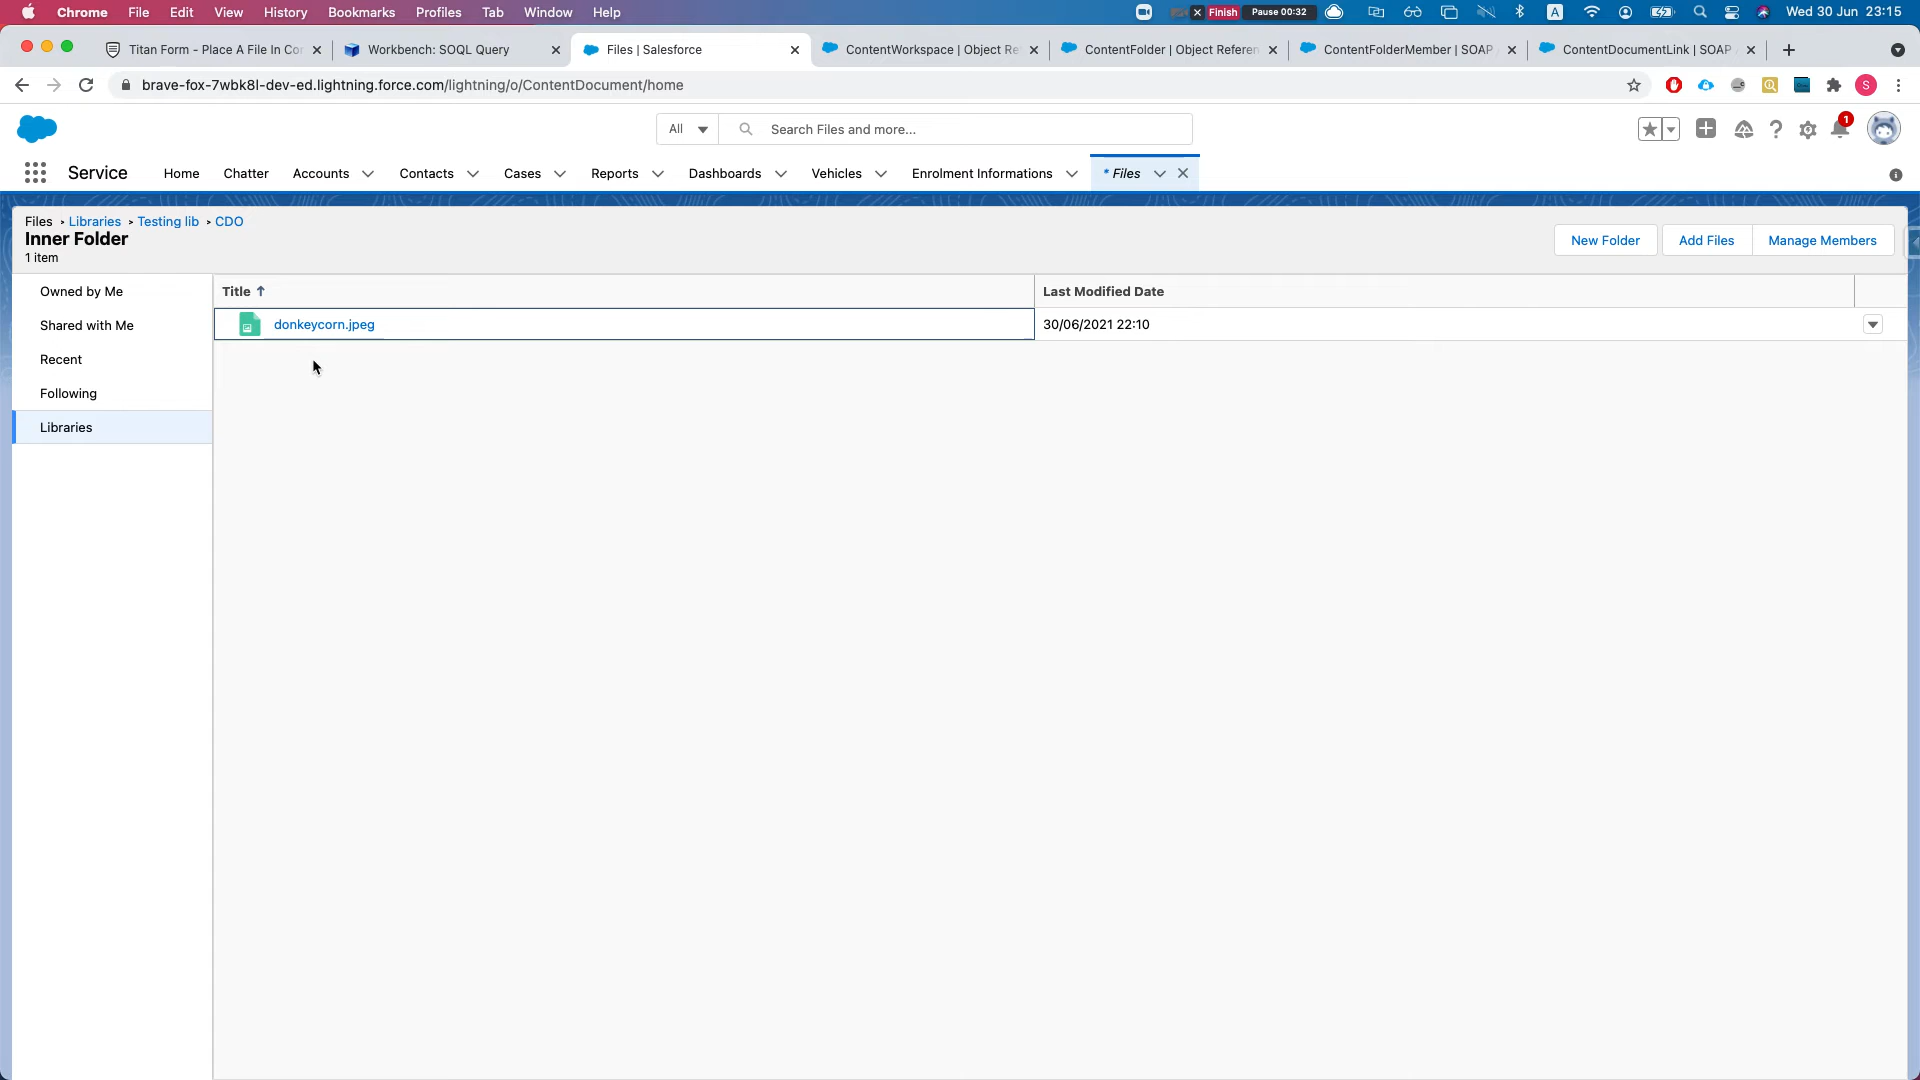 Chrome File Edit View History Bookmarks Profiles Tab Window Help Finish Pause 00:32 A Wed 30 Jun 23:15
Titan Form - Place A File In Cor Workbench: SOQL Query Files | Salesforce ContentWorkspace | Object Re ContentFolder | Object Referen ContentFolderMember | SOAP ContentDocumentLink | SOAP
brave-fox-7wbk8l-dev-ed.lightning.force.com/lightning/o/ContentDocument/home S
All Search Files and more... 1
Service Home Chatter Accounts Contacts Cases Reports Dashboards Vehicles Enrolment Informations * Files
Files > Libraries > Testing lib > CDO
Inner Folder
1 item
New Folder Add Files Manage Members
Owned by Me
Shared with Me
Recent
Following
Libraries
Title Last Modified Date
donkeycorn.jpeg 30/06/2021 22:10